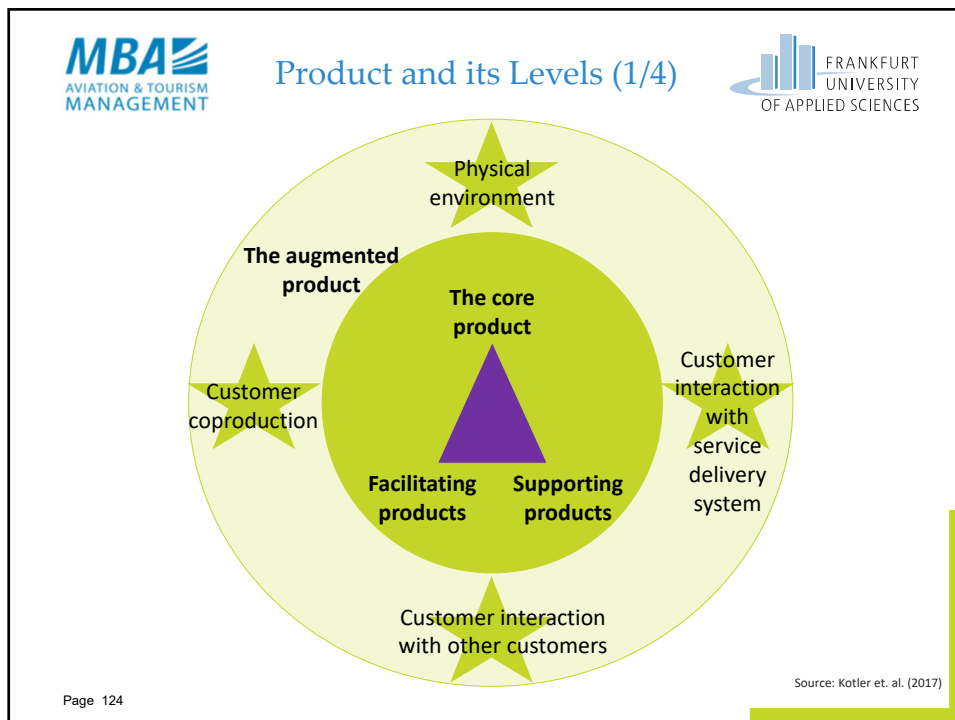 MBA
AVIATION & TOURISM
MANAGEMENT
Product and its Levels (1/4)
FRANKFURT
UNIVERSITY
OF APPLIED SCIENCES
Physical
environment
The augmented
product
The core
product
Customer
coproduction
Customer
interaction
with
service
delivery
system
Facilitating
products
Supporting
products
Customer interaction
with other customers
Source: Kotler et. al. (2017)
Page 124